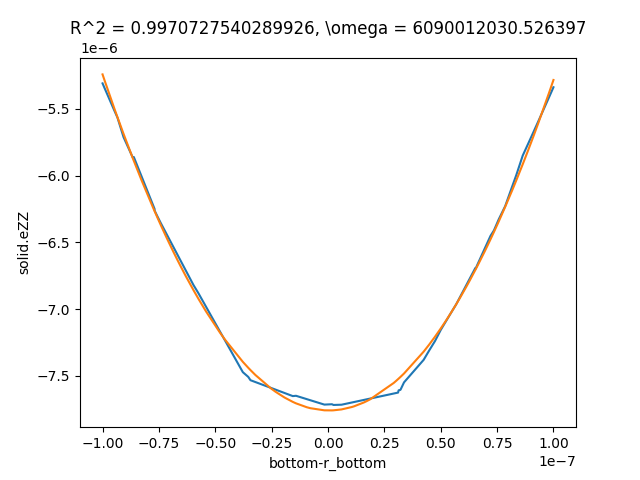 R^2 = 0.9970727540289926, \omega = 6090012030.526397
1e−6
−5.5
−6.0
−6.5
−7.0
−7.5
solid.eZZ
−1.00 −0.75 −0.50 −0.25 0.00 0.25 0.50 0.75 1.00
bottom-r_bottom
1e−7